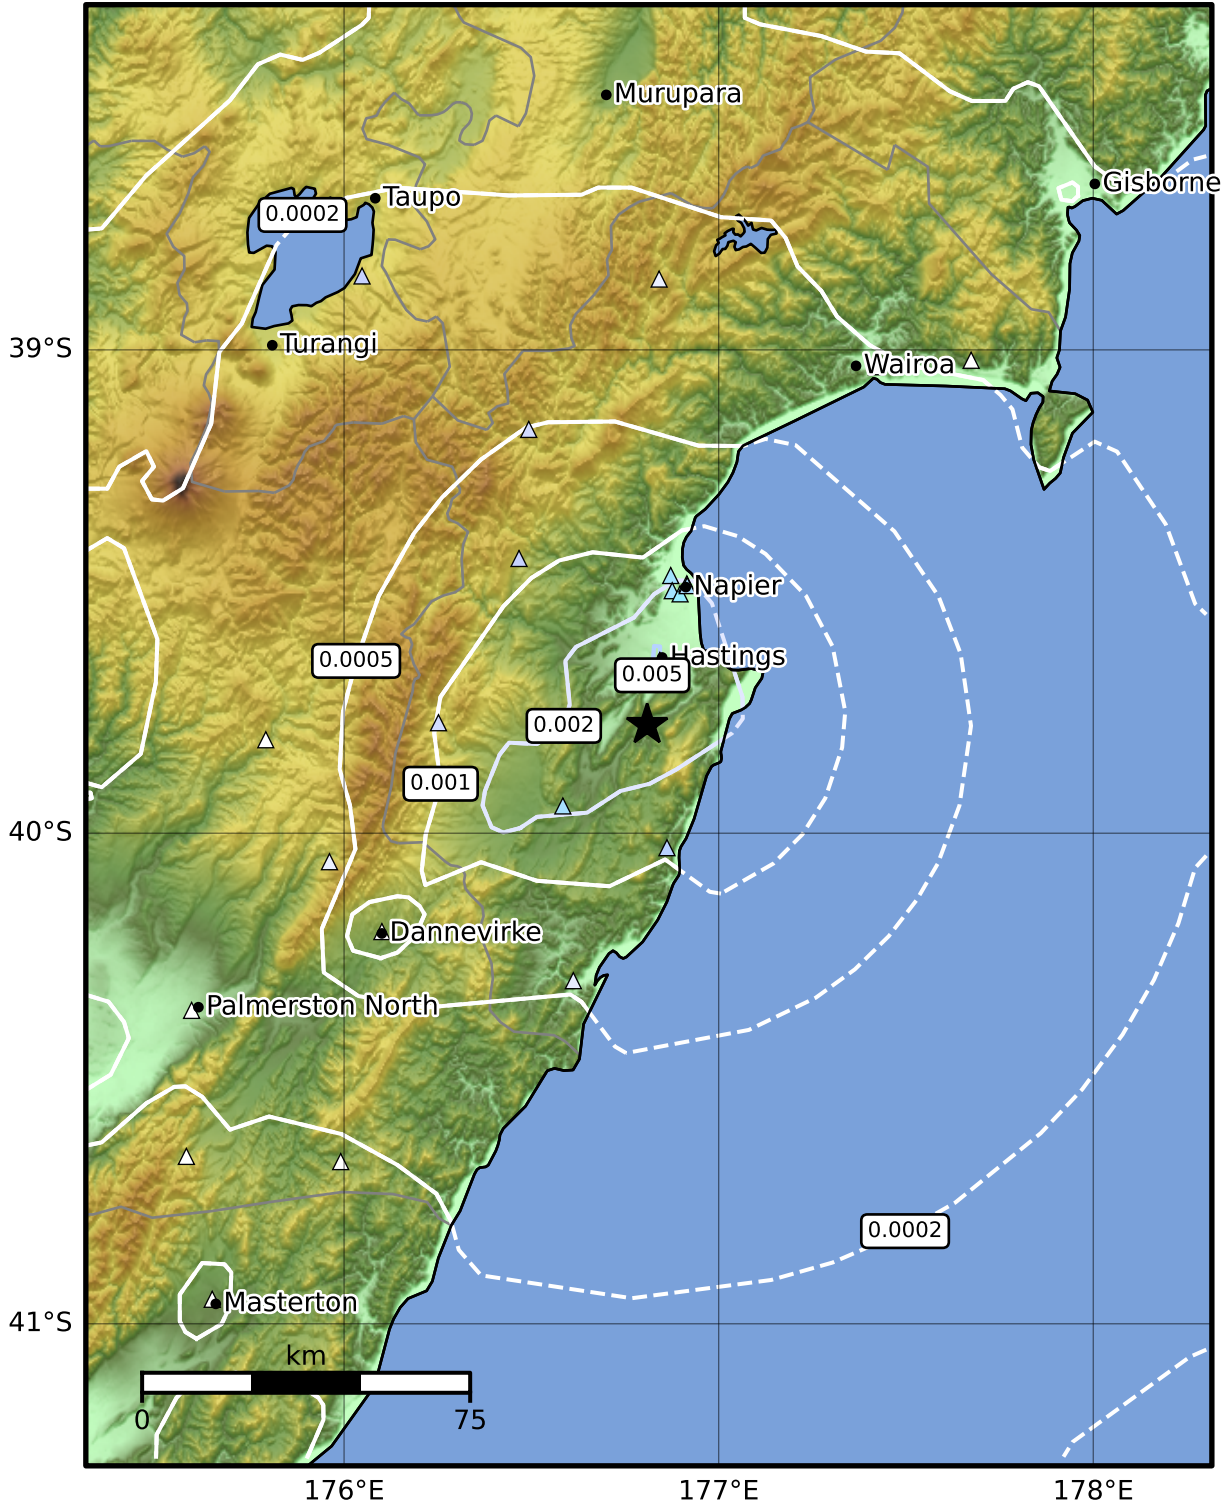 Murupara
Gisborne
Taupo
0.0002
Turangi
39°S
Wairoa
Napier
Hastings
0.0005
0.005
0.002
0.001
40°S
Dannevirke
Palmerston North
0.0002
Masterton
41°S
km
0
75
176°E
177°E
178°E